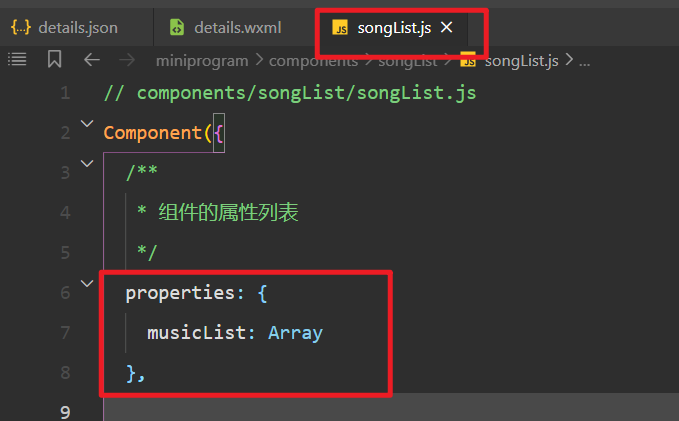 details.json
details.wxml
JS songList.js
miniprogram > components > songList > JS songList.js > ...
1 // components/songList/songList.js
2 Component({
3 /**
4 * 组件的属性列表
5 */
6 properties: {
7 musicList: Array
8 },
9